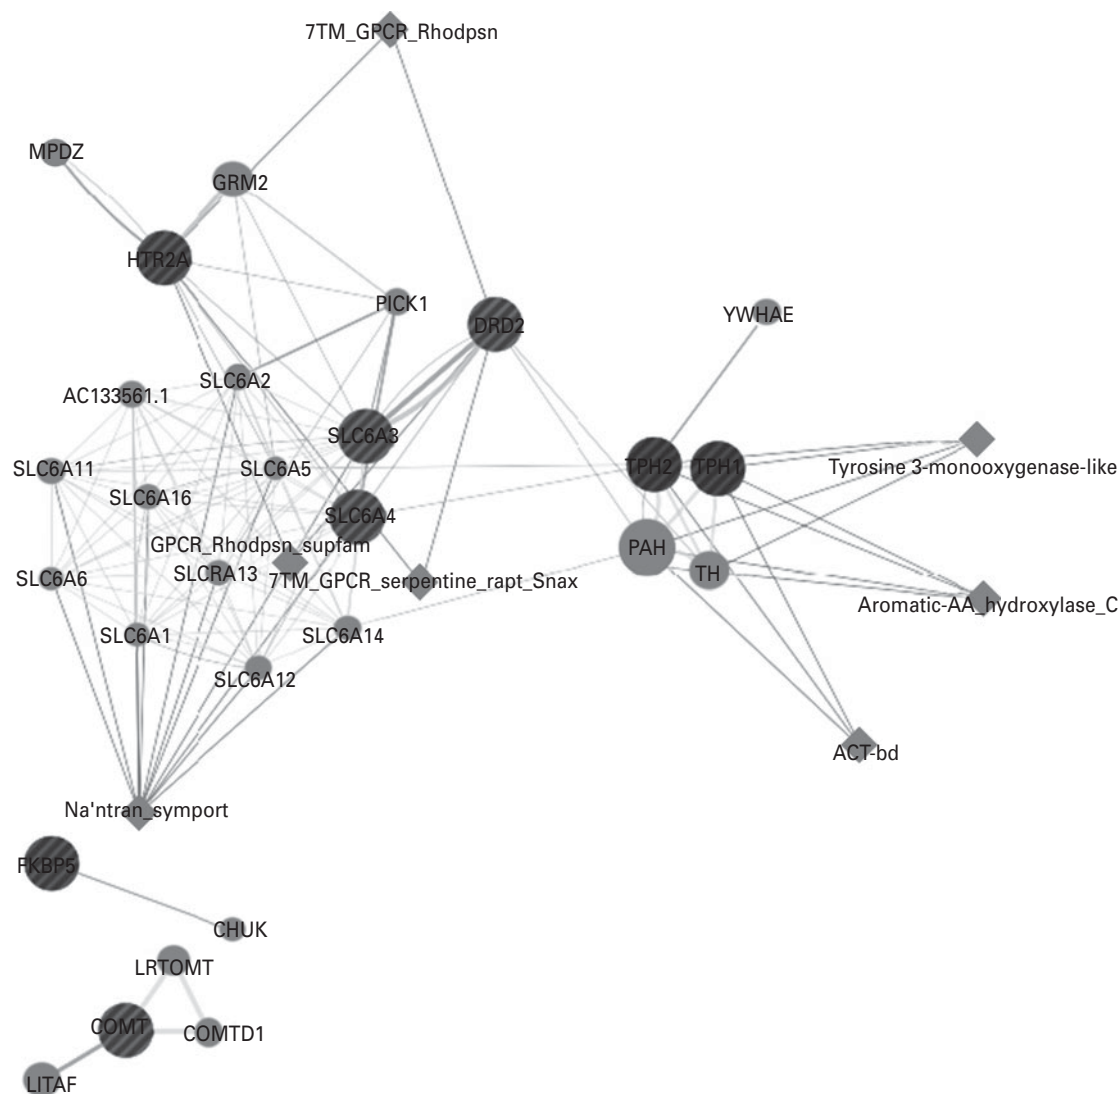 7TM_GPCR_Rhodpsn
MPDZ
GRM2
HTR2A
PICK1
DRD2
YWHAE
SLC6A2
AC133561.1
SLC6A3
SLC6A11
SLC6A5
TPH2
TPH1
Tyrosine 3-monooxygenase-like
SLC6A16
SLC6A4
GPCR_Rhodpsn_supfam
PAH
SLC6A6
SLCRA13
7TM_GPCR_serpentine_rapt_Snax
TH
Aromatic-AA_hydroxylase_C
SLC6A1
SLC6A14
SLC6A12
ACT-bd
Na'ntran_symport
FKBP5
CHUK
LRTOMT
COMT
COMTD1
LITAF